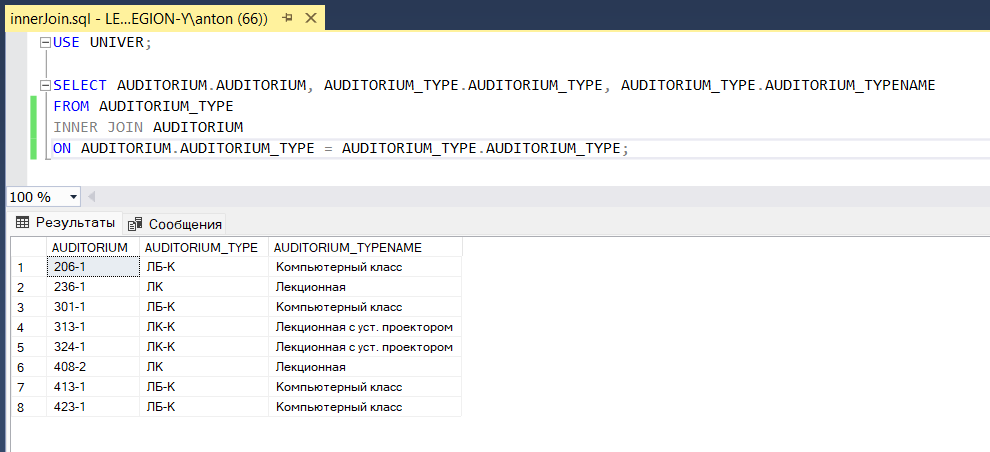 innerJoin.sql - LE...EGION-Y\anton (66))
USE UNIVER;
SELECT AUDITORIUM.AUDITORIUM, AUDITORIUM_TYPE.AUDITORIUM_TYPE, AUDITORIUM_TYPE.AUDITORIUM_TYPENAME
FROM AUDITORIUM_TYPE
INNER JOIN AUDITORIUM
ON AUDITORIUM.AUDITORIUM_TYPE = AUDITORIUM_TYPE.AUDITORIUM_TYPE;
100 %
Результаты Сообщения
AUDITORIUM AUDITORIUM_TYPE AUDITORIUM_TYPENAME
1 206-1 ЛБ-К Компьютерный класс
2 236-1 ЛК Лекционная
3 301-1 ЛБ-К Компьютерный класс
4 313-1 ЛК-К Лекционная с уст. проектором
5 324-1 ЛК-К Лекционная с уст. проектором
6 408-2 ЛК Лекционная
7 413-1 ЛБ-К Компьютерный класс
8 423-1 ЛБ-К Компьютерный класс